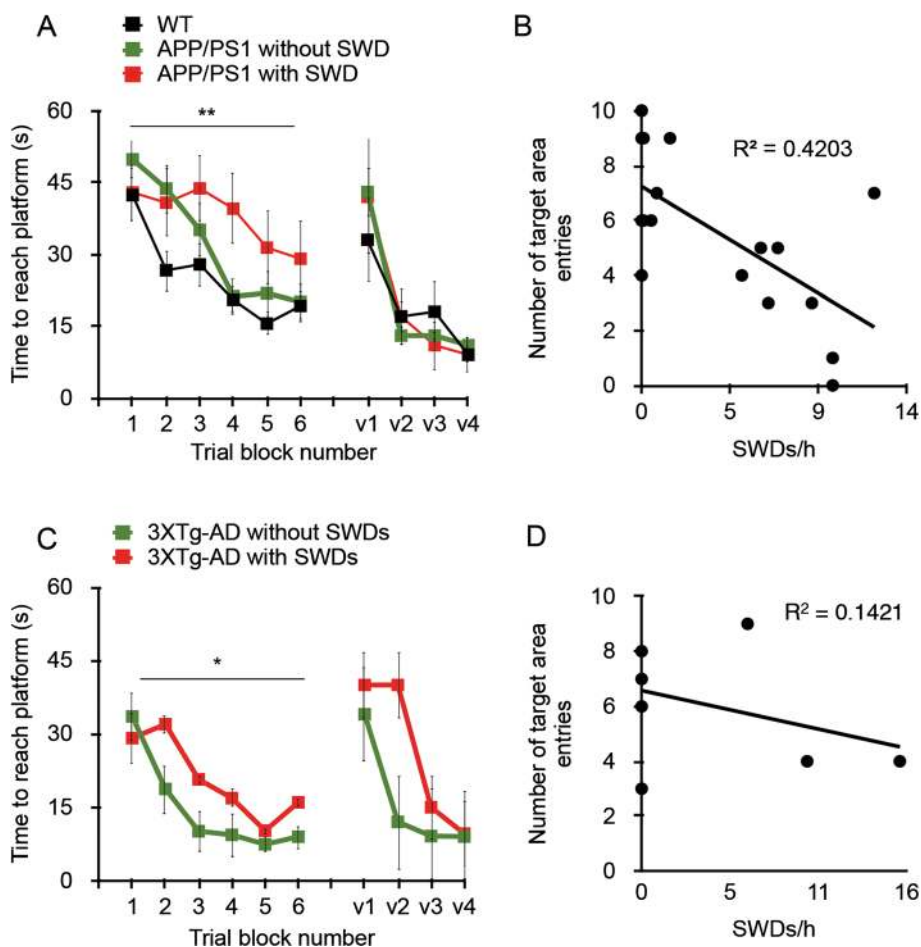 A
WT
APP/PS1 without SWD
APP/PS1 with SWD
Time to reach platform (s)
60
45
30
15
0
**
1 2 3 4 5 6 v1 v2 v3 v4
Trial block number
B
Number of target area
entries
10
8
6
4
2
0
R² = 0.4203
0 5 9 14
SWDs/h
C
3XTg-AD without SWDs
3XTg-AD with SWDs
Time to reach platform (s)
60
45
30
15
0
*
1 2 3 4 5 6 v1 v2 v3 v4
Trial block number
D
Number of target area
entries
10
8
6
4
2
0
R² = 0.1421
0 5 11 16
SWDs/h